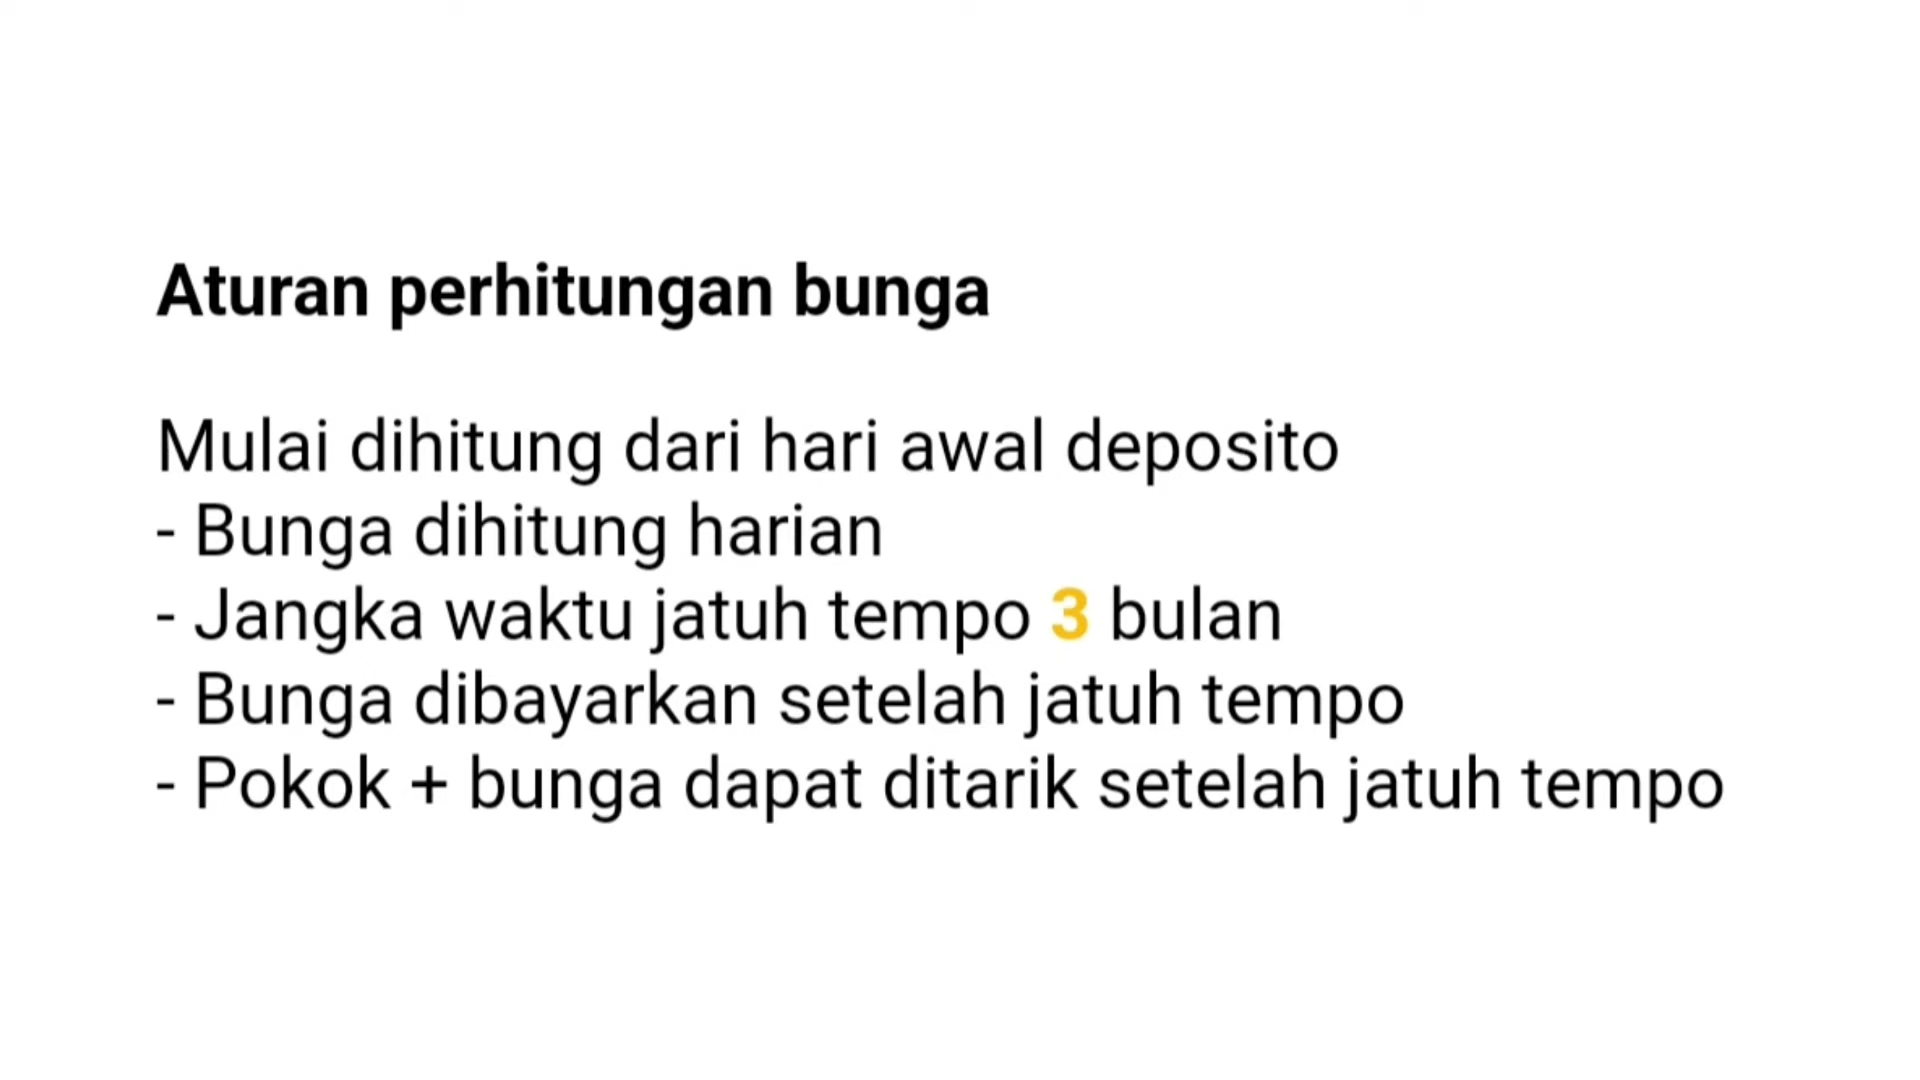 Aturan perhitungan bunga
Mulai dihitung dari hari awal deposito
- Bunga dihitung harian
- Jangka waktu jatuh tempo 3 bulan
- Bunga dibayarkan setelah jatuh tempo
- Pokok + bunga dapat ditarik setelah jatuh tempo